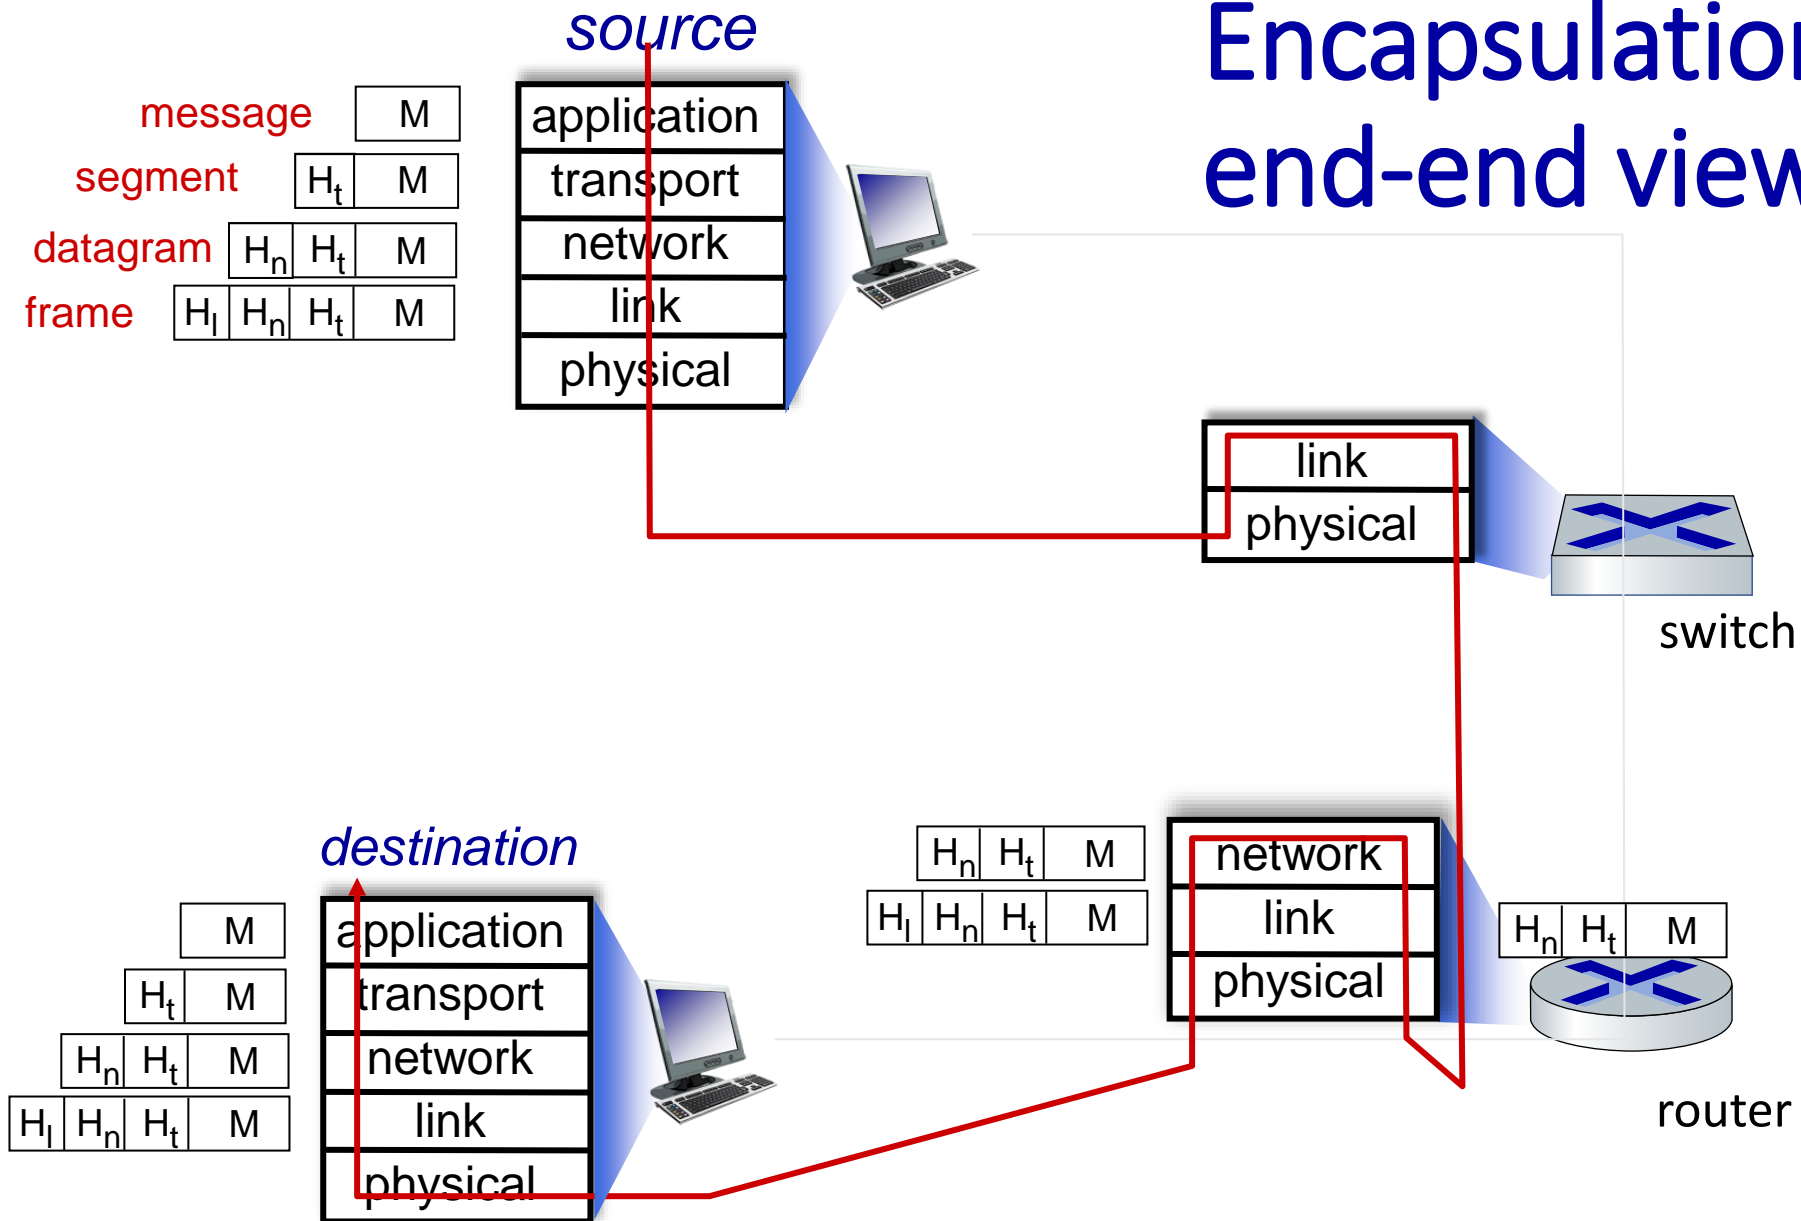 source
Encapsulation
end-end view
message M
segment Ht M
datagram Hn Ht M
frame Hl Hn Ht M
application
transport
network
link
physical
link
physical
switch
destination
M
Ht M
Hn Ht M
Hl Hn Ht M
application
transport
network
link
physical
Hn Ht M
Hl Hn Ht M
network
link
physical
Hn Ht M
router